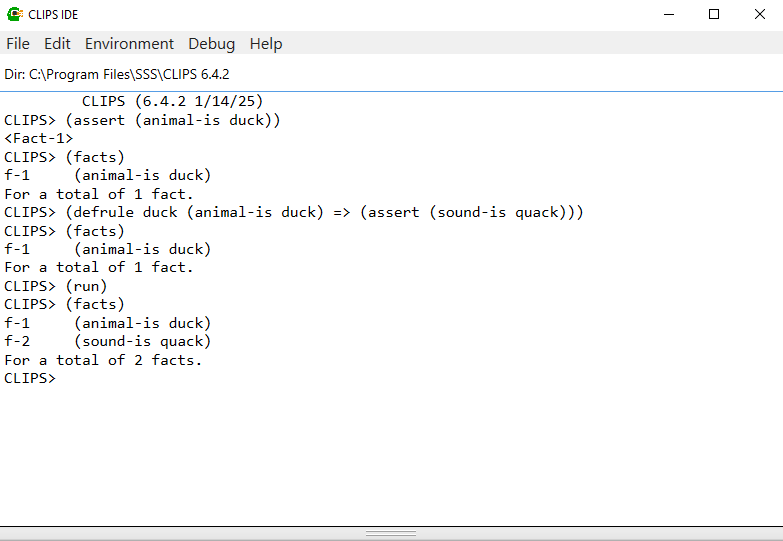 CLIPS IDE
File Edit Environment Debug Help
Dir: C:\Program Files\SSS\CLIPS 6.4.2
         CLIPS (6.4.2 1/14/25)
CLIPS> (assert (animal-is duck))
<Fact-1>
CLIPS> (facts)
f-1     (animal-is duck)
For a total of 1 fact.
CLIPS> (defrule duck (animal-is duck) => (assert (sound-is quack)))
CLIPS> (facts)
f-1     (animal-is duck)
For a total of 1 fact.
CLIPS> (run)
CLIPS> (facts)
f-1     (animal-is duck)
f-2     (sound-is quack)
For a total of 2 facts.
CLIPS>